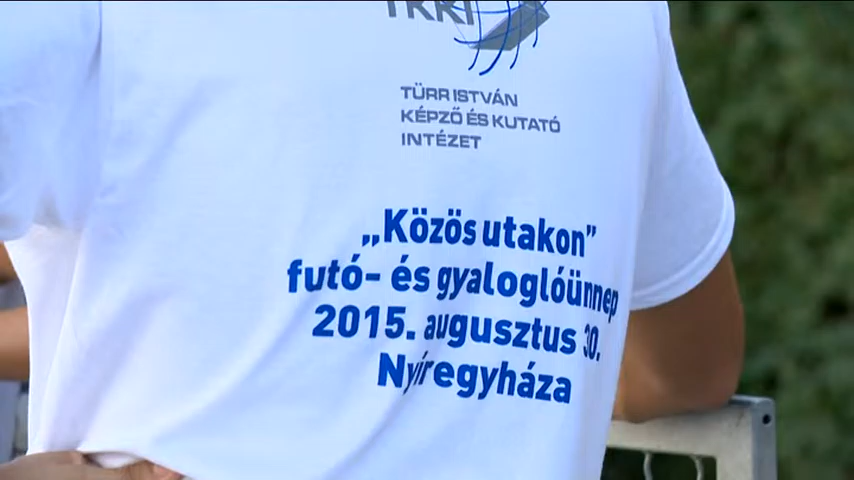 TKKI
TÜRR ISTVÁN
KÉPZŐ ÉS KUTATÓ
INTÉZET
„Közös utakon”
futó- és gyaloglóünnep
2015. augusztus 30.
Nyíregyháza